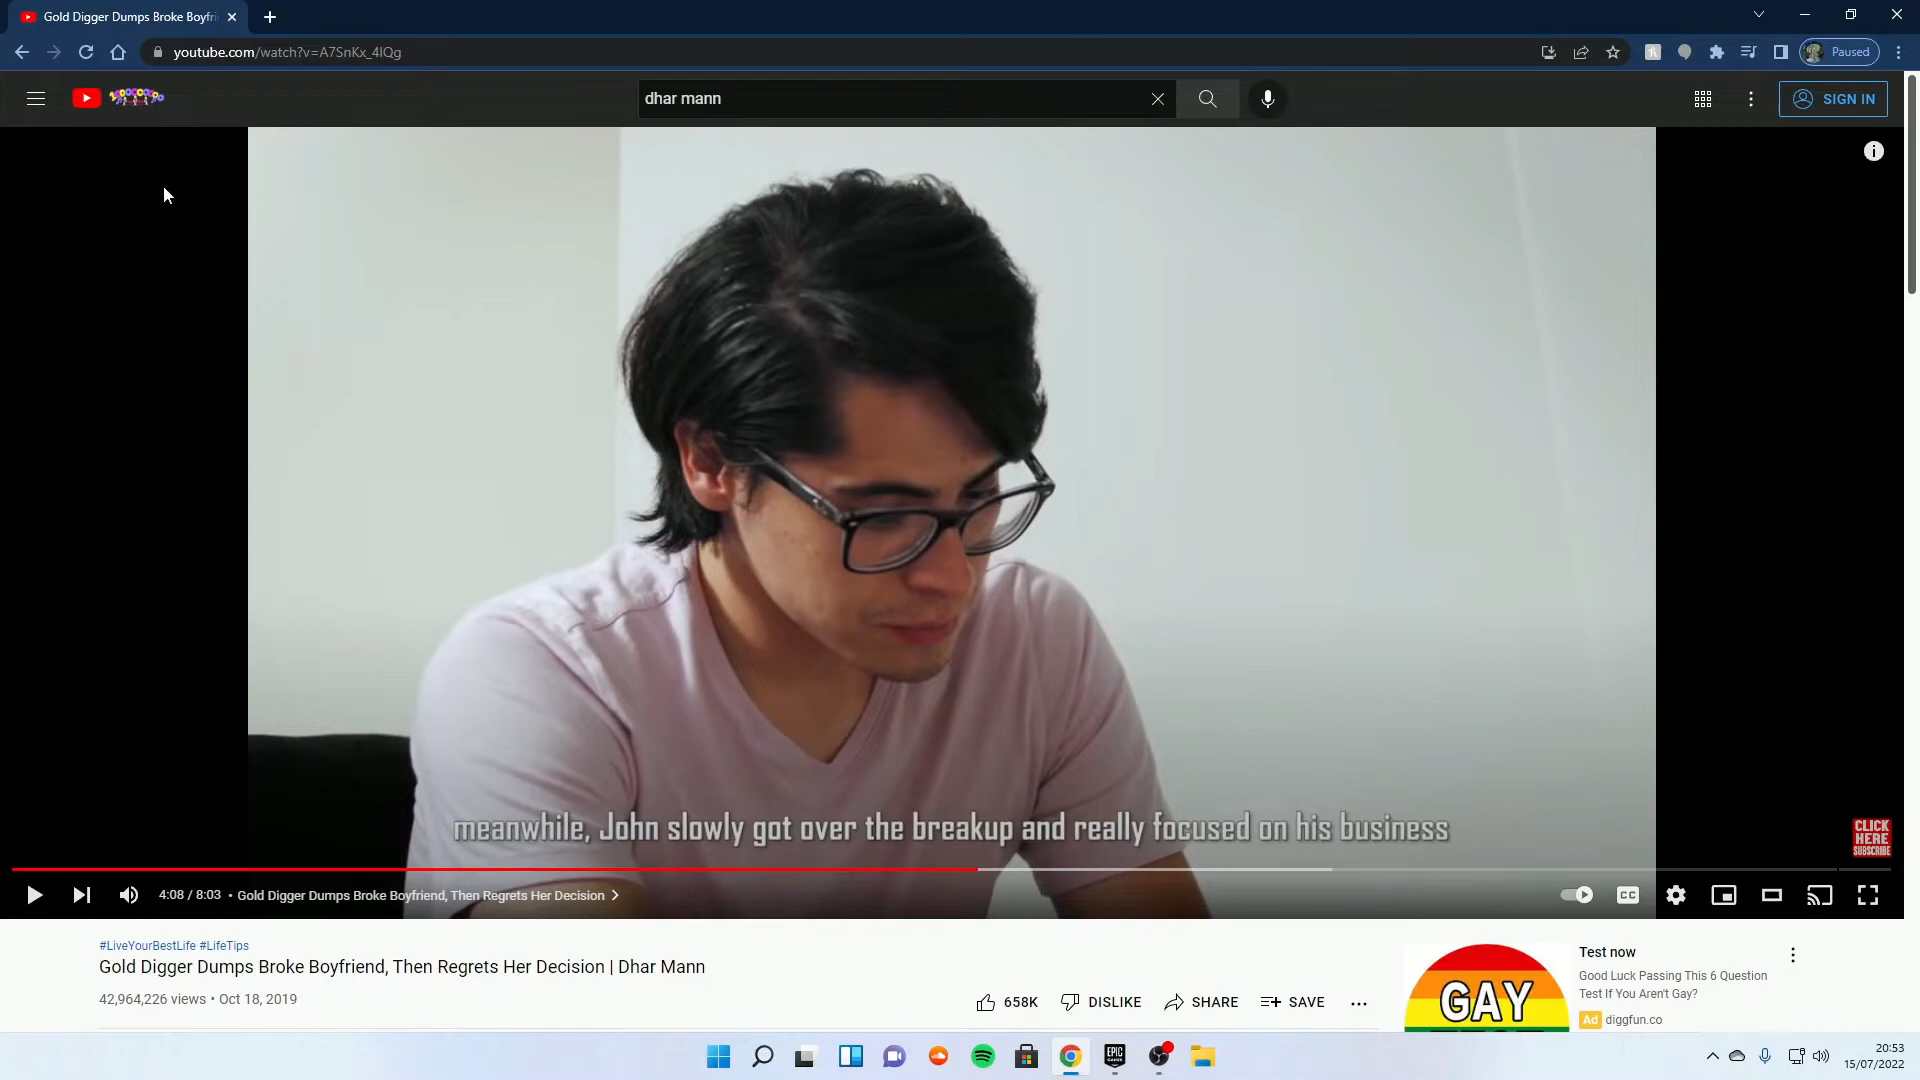 Gold Digger Dumps Broke Boyfri
youtube.com/watch?v=A7SnKx_4lQg
Paused
dhar mann
SIGN IN
meanwhile, John slowly got over the breakup and really focused on his business
CLICK
HERE
SUBSCRIBE
4:08 / 8:03 • Gold Digger Dumps Broke Boyfriend, Then Regrets Her Decision
CC
#LiveYourBestLife #LifeTips
Gold Digger Dumps Broke Boyfriend, Then Regrets Her Decision | Dhar Mann
42,964,226 views • Oct 18, 2019
658K
DISLIKE
SHARE
SAVE
GAY
Test now
Good Luck Passing This 6 Question
Test If You Aren't Gay?
Ad diggfun.co
EPIC
GAMES
20:53
15/07/2022